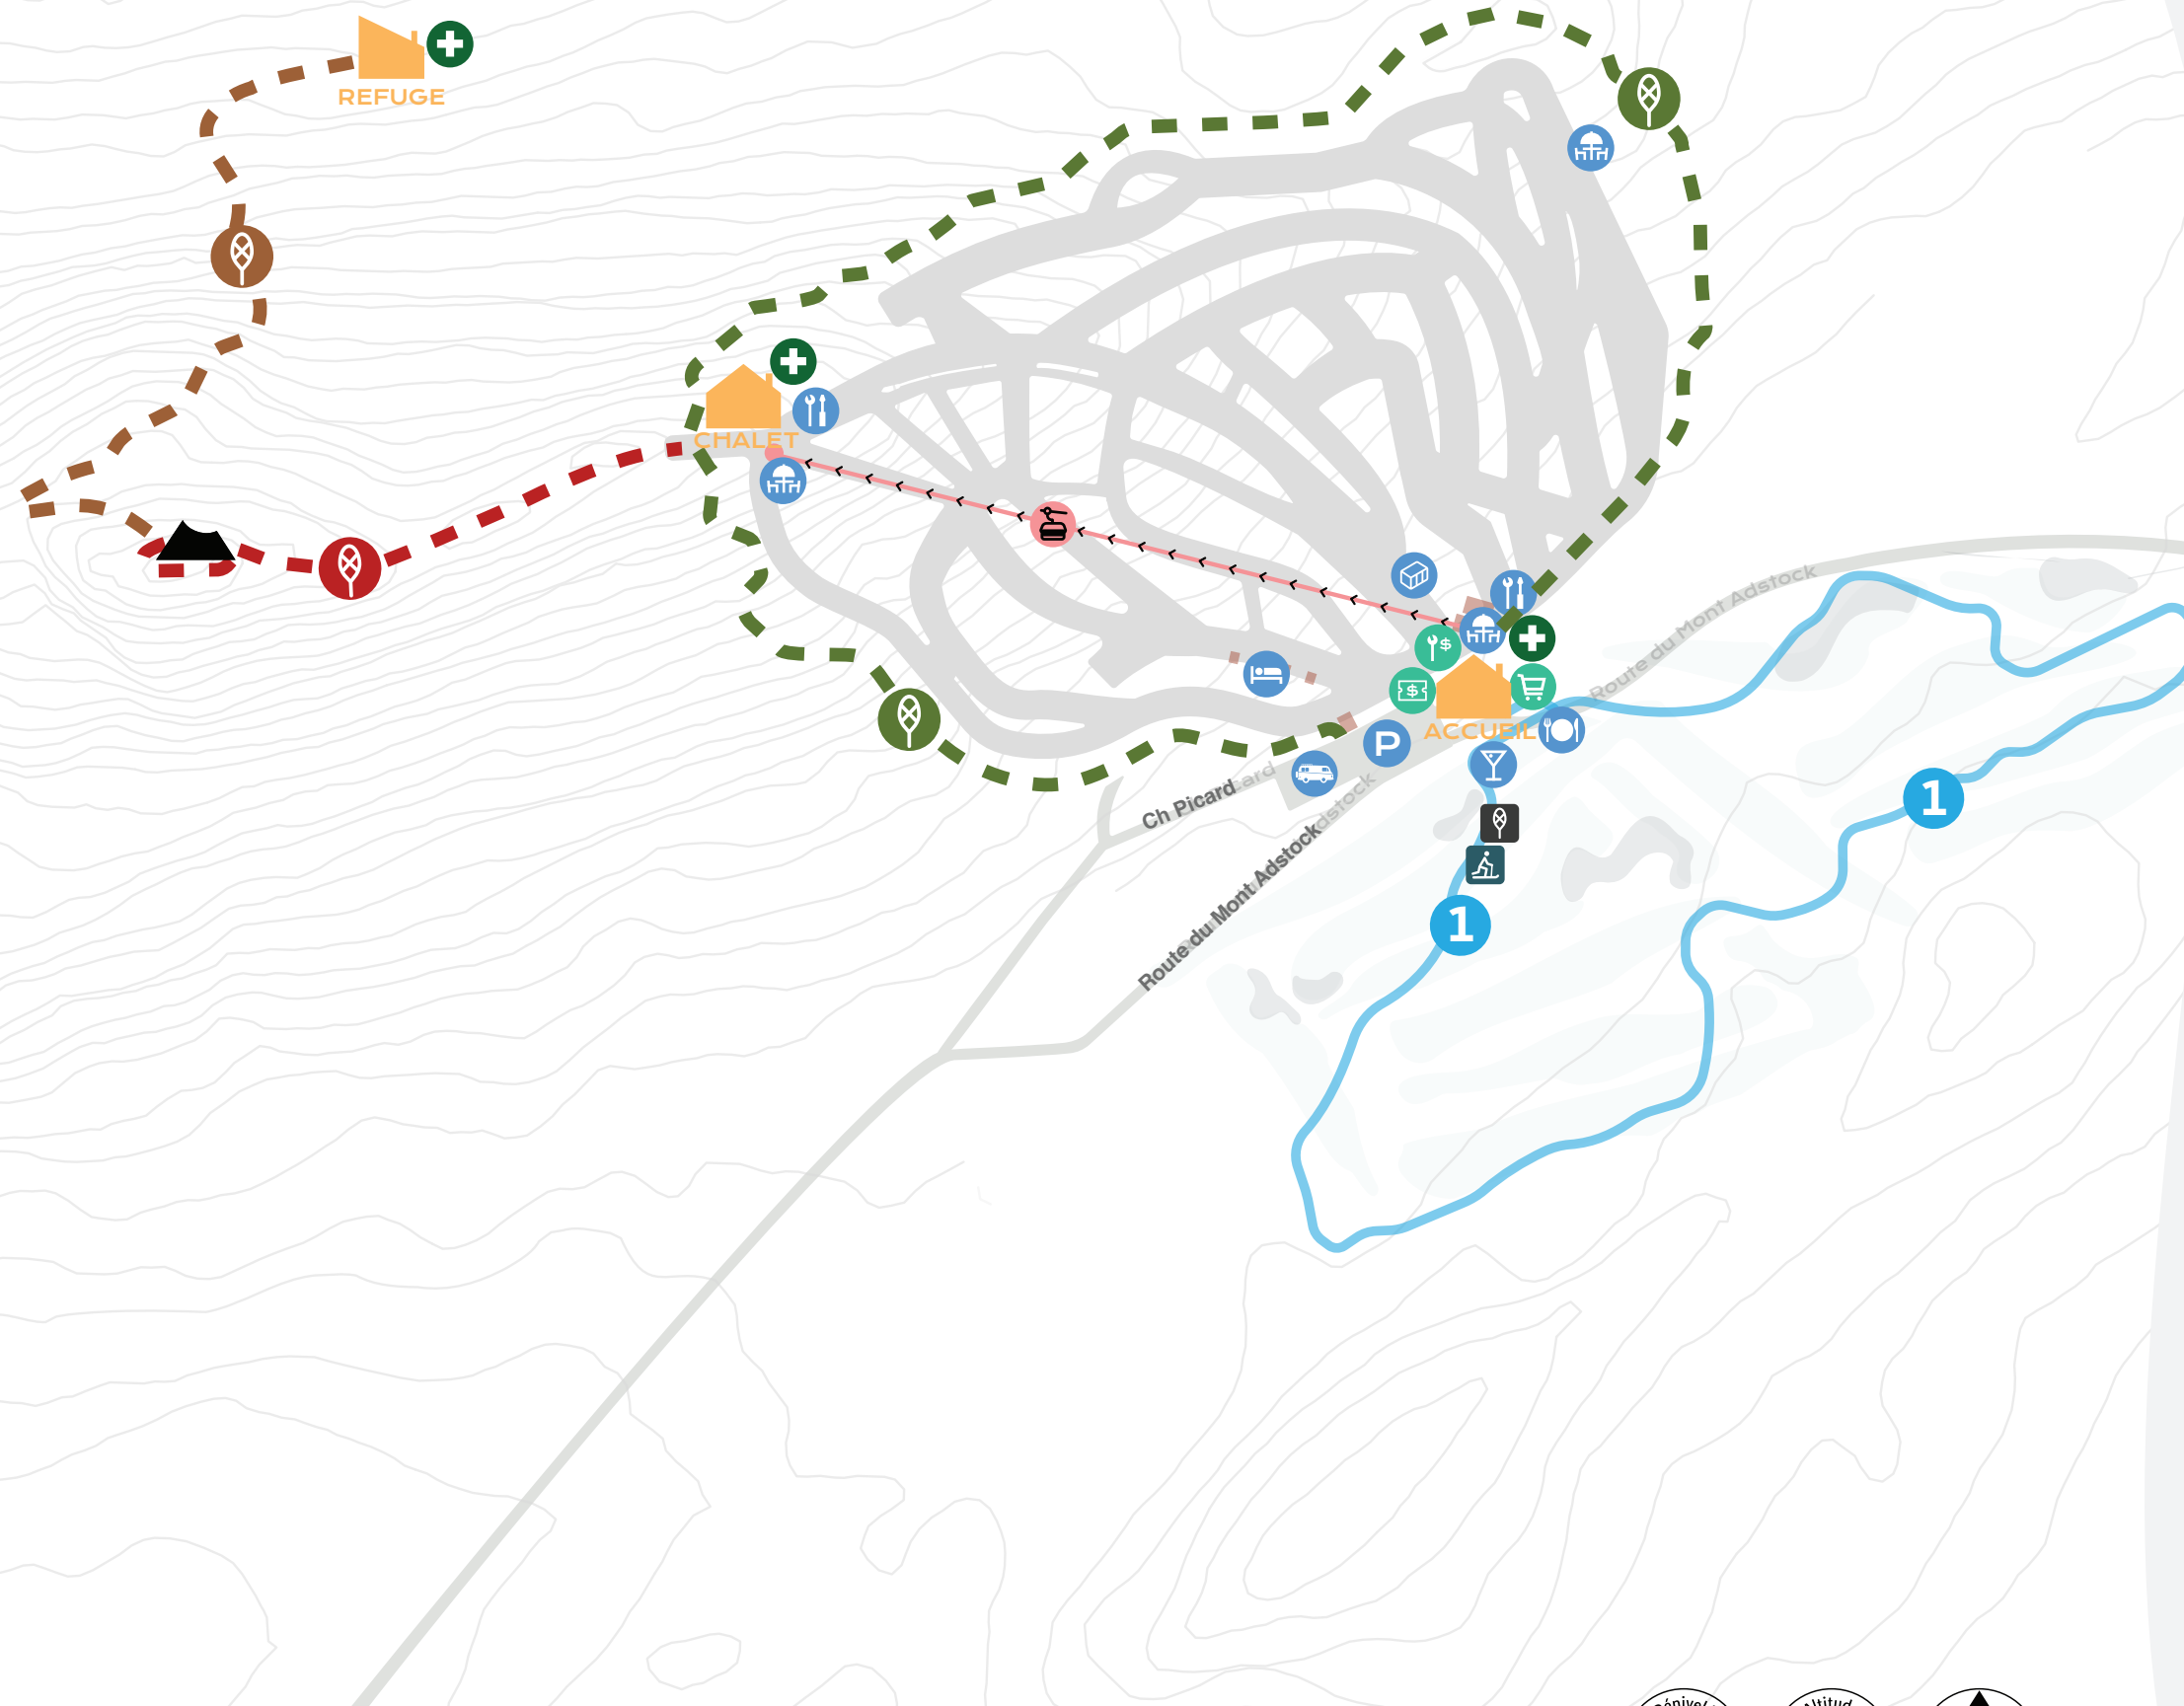 REFUGE
CHALET
Route du Mont Adstock
P
$
$
ACCUEIL
Ch Picard
Route du Mont Adstock
1
1